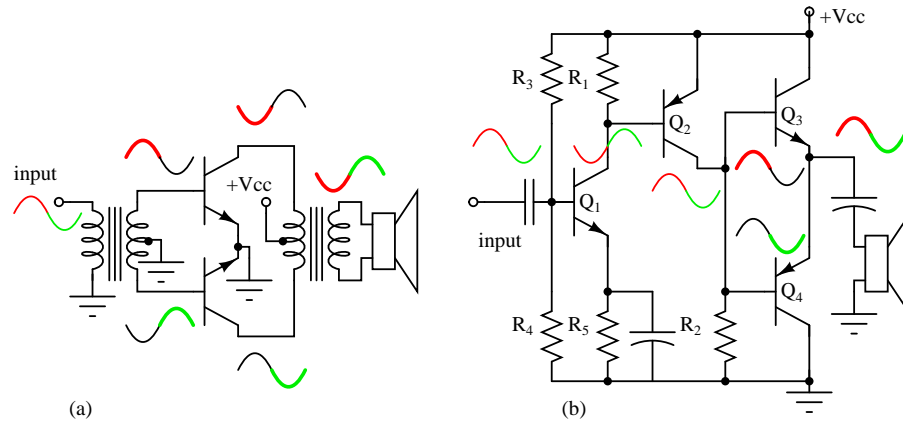 input
+Vcc
(a)
+Vcc
R3
R1
Q2
Q3
Q1
input
Q4
R4
R5
R2
(b)